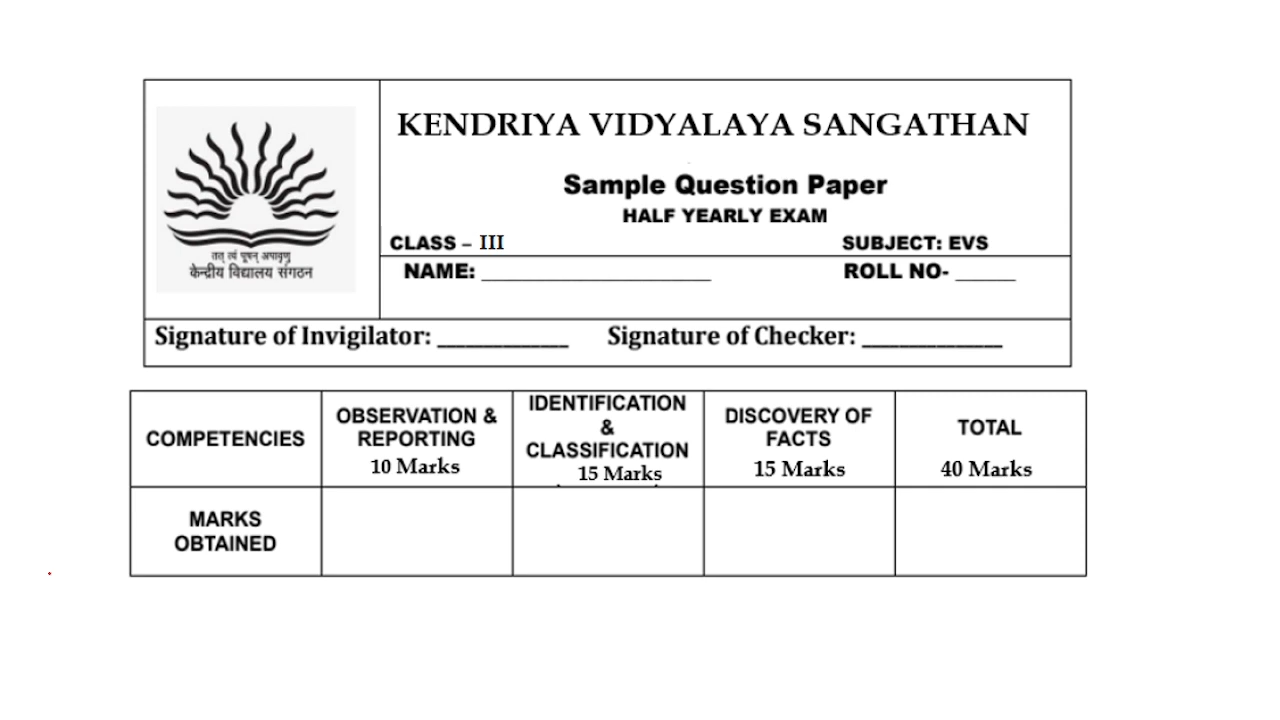 KENDRIYA VIDYALAYA SANGATHAN
Sample Question Paper
HALF YEARLY EXAM
CLASS – III SUBJECT: EVS
तत् त्वं पूषन् अपावृणु
केन्द्रीय विद्यालय संगठन
NAME: ____________________ ROLL NO- ______
Signature of Invigilator: ____________ Signature of Checker: _____________
COMPETENCIES
OBSERVATION &
REPORTING
10 Marks
IDENTIFICATION
&
CLASSIFICATION
15 Marks
DISCOVERY OF
FACTS
15 Marks
TOTAL
40 Marks
MARKS
OBTAINED